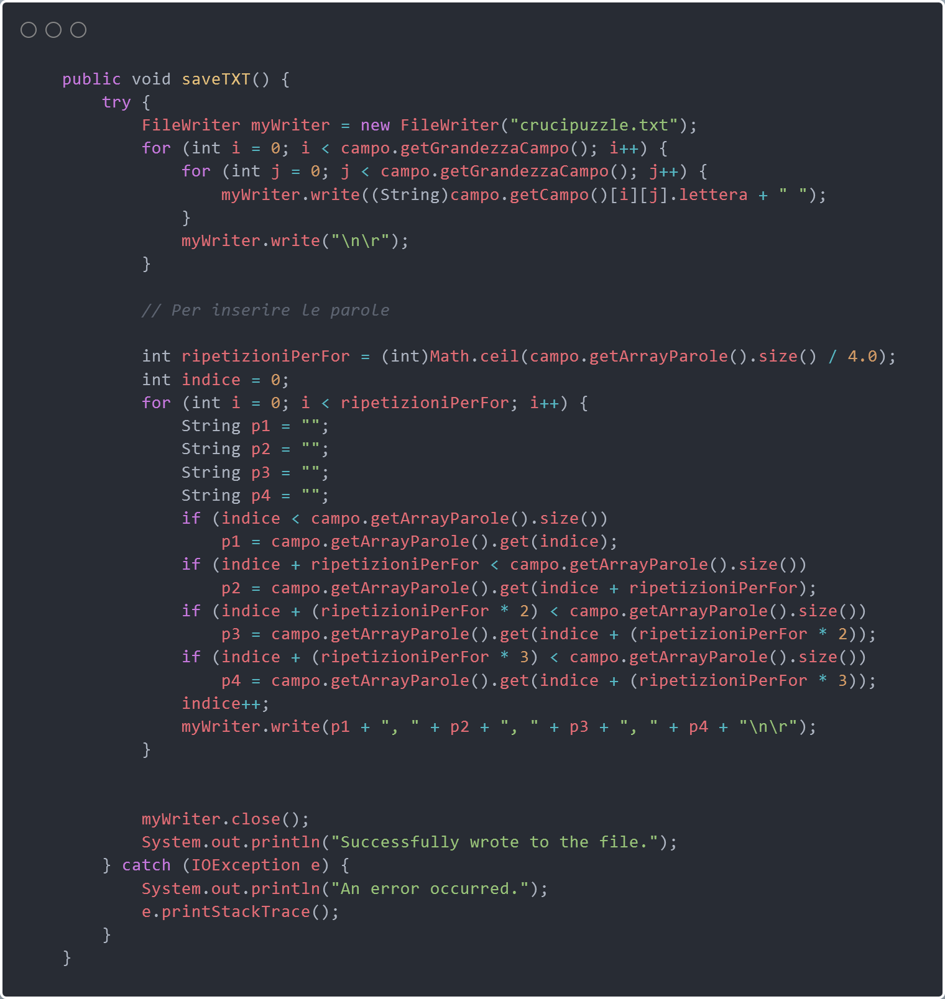 public void saveTXT() {
    try {
        FileWriter myWriter = new FileWriter("crucipuzzle.txt");
        for (int i = 0; i < campo.getGrandezzaCampo(); i++) {
            for (int j = 0; j < campo.getGrandezzaCampo(); j++) {
                myWriter.write((String)campo.getCampo()[i][j].lettera + " ");
            }
            myWriter.write("\n\r");
        }

        // Per inserire le parole

        int ripetizioniPerFor = (int)Math.ceil(campo.getArrayParole().size() / 4.0);
        int indice = 0;
        for (int i = 0; i < ripetizioniPerFor; i++) {
            String p1 = "";
            String p2 = "";
            String p3 = "";
            String p4 = "";
            if (indice < campo.getArrayParole().size())
                p1 = campo.getArrayParole().get(indice);
            if (indice + ripetizioniPerFor < campo.getArrayParole().size())
                p2 = campo.getArrayParole().get(indice + ripetizioniPerFor);
            if (indice + (ripetizioniPerFor * 2) < campo.getArrayParole().size())
                p3 = campo.getArrayParole().get(indice + (ripetizioniPerFor * 2));
            if (indice + (ripetizioniPerFor * 3) < campo.getArrayParole().size())
                p4 = campo.getArrayParole().get(indice + (ripetizioniPerFor * 3));
            indice++;
            myWriter.write(p1 + ", " + p2 + ", " + p3 + ", " + p4 + "\n\r");
        }


        myWriter.close();
        System.out.println("Successfully wrote to the file.");
    } catch (IOException e) {
        System.out.println("An error occurred.");
        e.printStackTrace();
    }
}